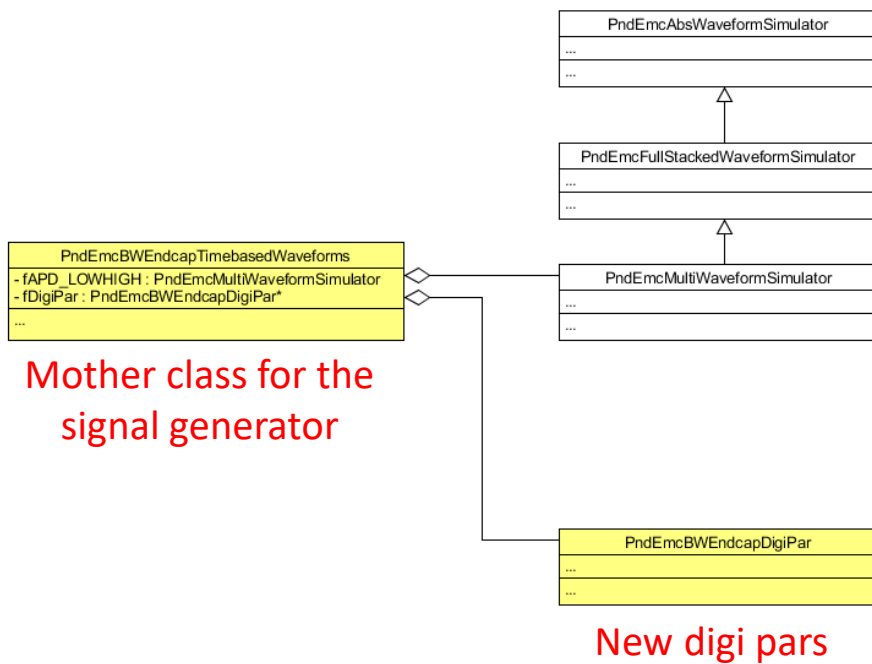 PndEmcAbsWaveformSimulator
...
...
PndEmcFullStackedWaveformSimulator
...
...
PndEmcBWEndcapTimebasedWaveforms
- fAPD_LOWHIGH : PndEmcMultiWaveformSimulator
- fDigiPar : PndEmcBWEndcapDigiPar*
...
PndEmcMultiWaveformSimulator
...
...
Mother class for the
signal generator
PndEmcBWEndcapDigiPar
...
...
New digi pars